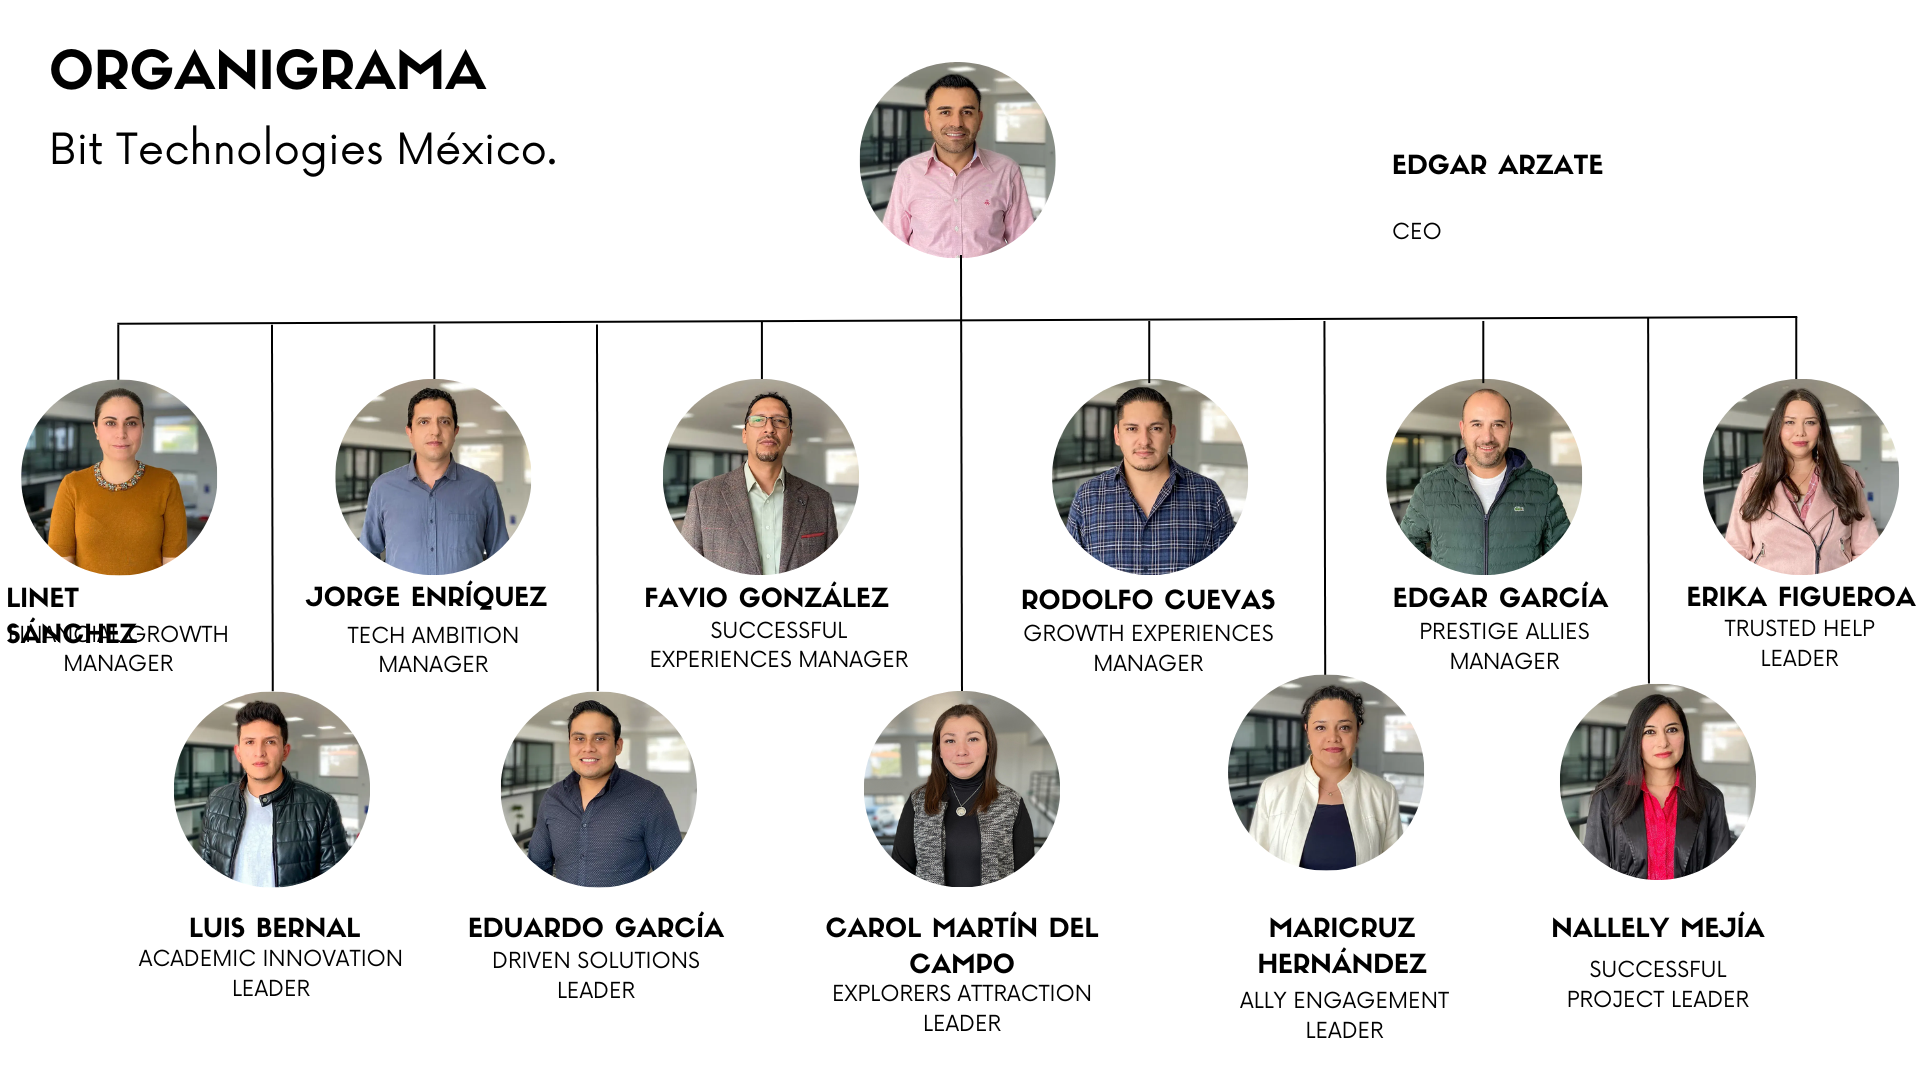 ORGANIGRAMA
Bit Technologies México.
EDGAR ARZATE
CEO
LINET
SÁNCHEZ
FINANCIAL GROWTH
MANAGER
JORGE ENRÍQUEZ
TECH AMBITION
MANAGER
FAVIO GONZÁLEZ
SUCCESSFUL
EXPERIENCES MANAGER
RODOLFO CUEVAS
GROWTH EXPERIENCES
MANAGER
EDGAR GARCÍA
PRESTIGE ALLIES
MANAGER
ERIKA FIGUEROA
TRUSTED HELP
LEADER
LUIS BERNAL
ACADEMIC INNOVATION
LEADER
EDUARDO GARCÍA
DRIVEN SOLUTIONS
LEADER
CAROL MARTÍN DEL
CAMPO
EXPLORERS ATTRACTION
LEADER
MARICRUZ
HERNÁNDEZ
ALLY ENGAGEMENT
LEADER
NALLELY MEJÍA
SUCCESSFUL
PROJECT LEADER